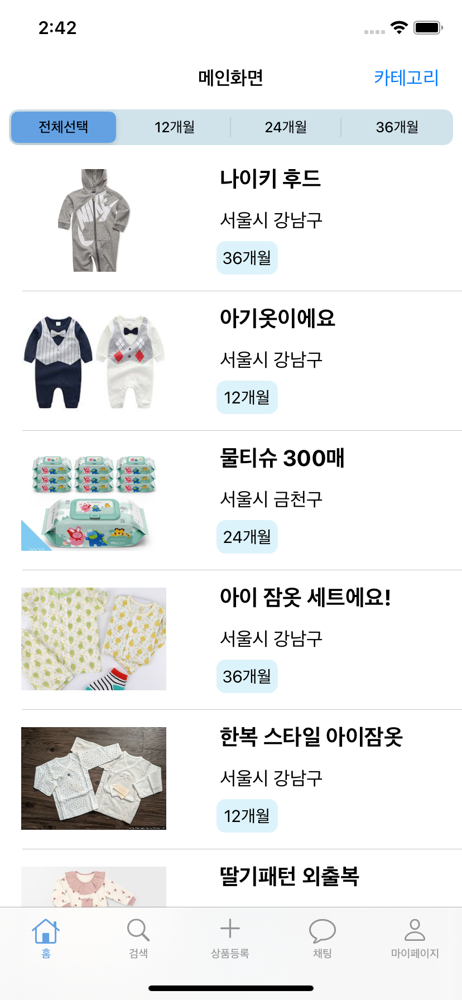 2:42
메인화면
카테고리
전체선택 12개월 24개월 36개월
NIKE
나이키 후드
서울시 강남구
36개월
아기옷이에요
서울시 강남구
12개월
물티슈 300매
서울시 금천구
24개월
2020
아이 잠옷 세트에요!
서울시 강남구
36개월
한복 스타일 아이잠옷
서울시 강남구
12개월
딸기패턴 외출복
홈 검색 상품등록 채팅 마이페이지